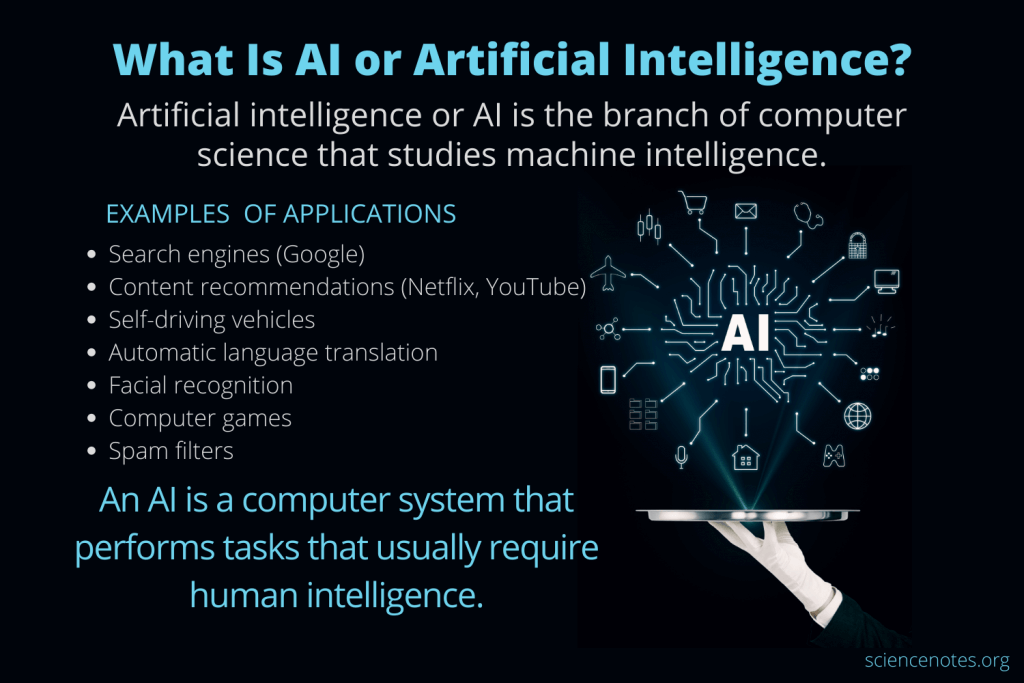 What Is AI or Artificial Intelligence?
Artificial intelligence or AI is the branch of computer
science that studies machine intelligence.
EXAMPLES OF APPLICATIONS
• Search engines (Google)
• Content recommendations (Netflix, YouTube)
• Self-driving vehicles
• Automatic language translation
• Facial recognition
• Computer games
• Spam filters
An AI is a computer system that
performs tasks that usually require
human intelligence.
AI
sciencenotes.org